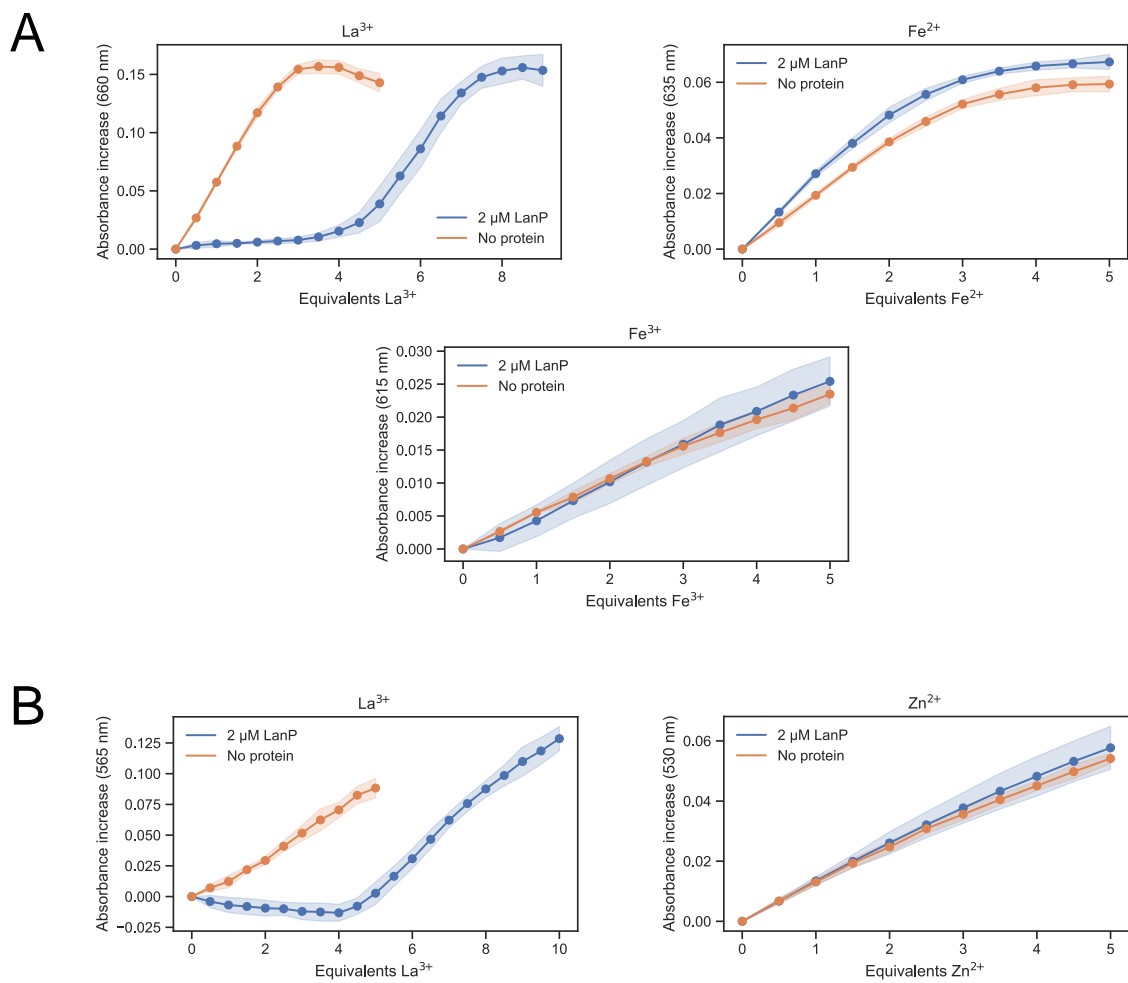 A
La³⁺
Absorbance increase (660 nm)
0.15
0.10
0.05
0.00
2 µM LanP
No protein
0 2 4 6 8
Equivalents La³⁺
Fe²⁺
Absorbance increase (635 nm)
0.06
0.04
0.02
0.00
2 µM LanP
No protein
0 1 2 3 4 5
Equivalents Fe²⁺
Fe³⁺
Absorbance increase (615 nm)
0.030
0.025
0.020
0.015
0.010
0.005
0.000
2 µM LanP
No protein
0 1 2 3 4 5
Equivalents Fe³⁺
B
La³⁺
Absorbance increase (565 nm)
0.125
0.100
0.075
0.050
0.025
0.000
−0.025
2 µM LanP
No protein
0 2 4 6 8 10
Equivalents La³⁺
Zn²⁺
Absorbance increase (530 nm)
0.06
0.04
0.02
0.00
2 µM LanP
No protein
0 1 2 3 4 5
Equivalents Zn²⁺